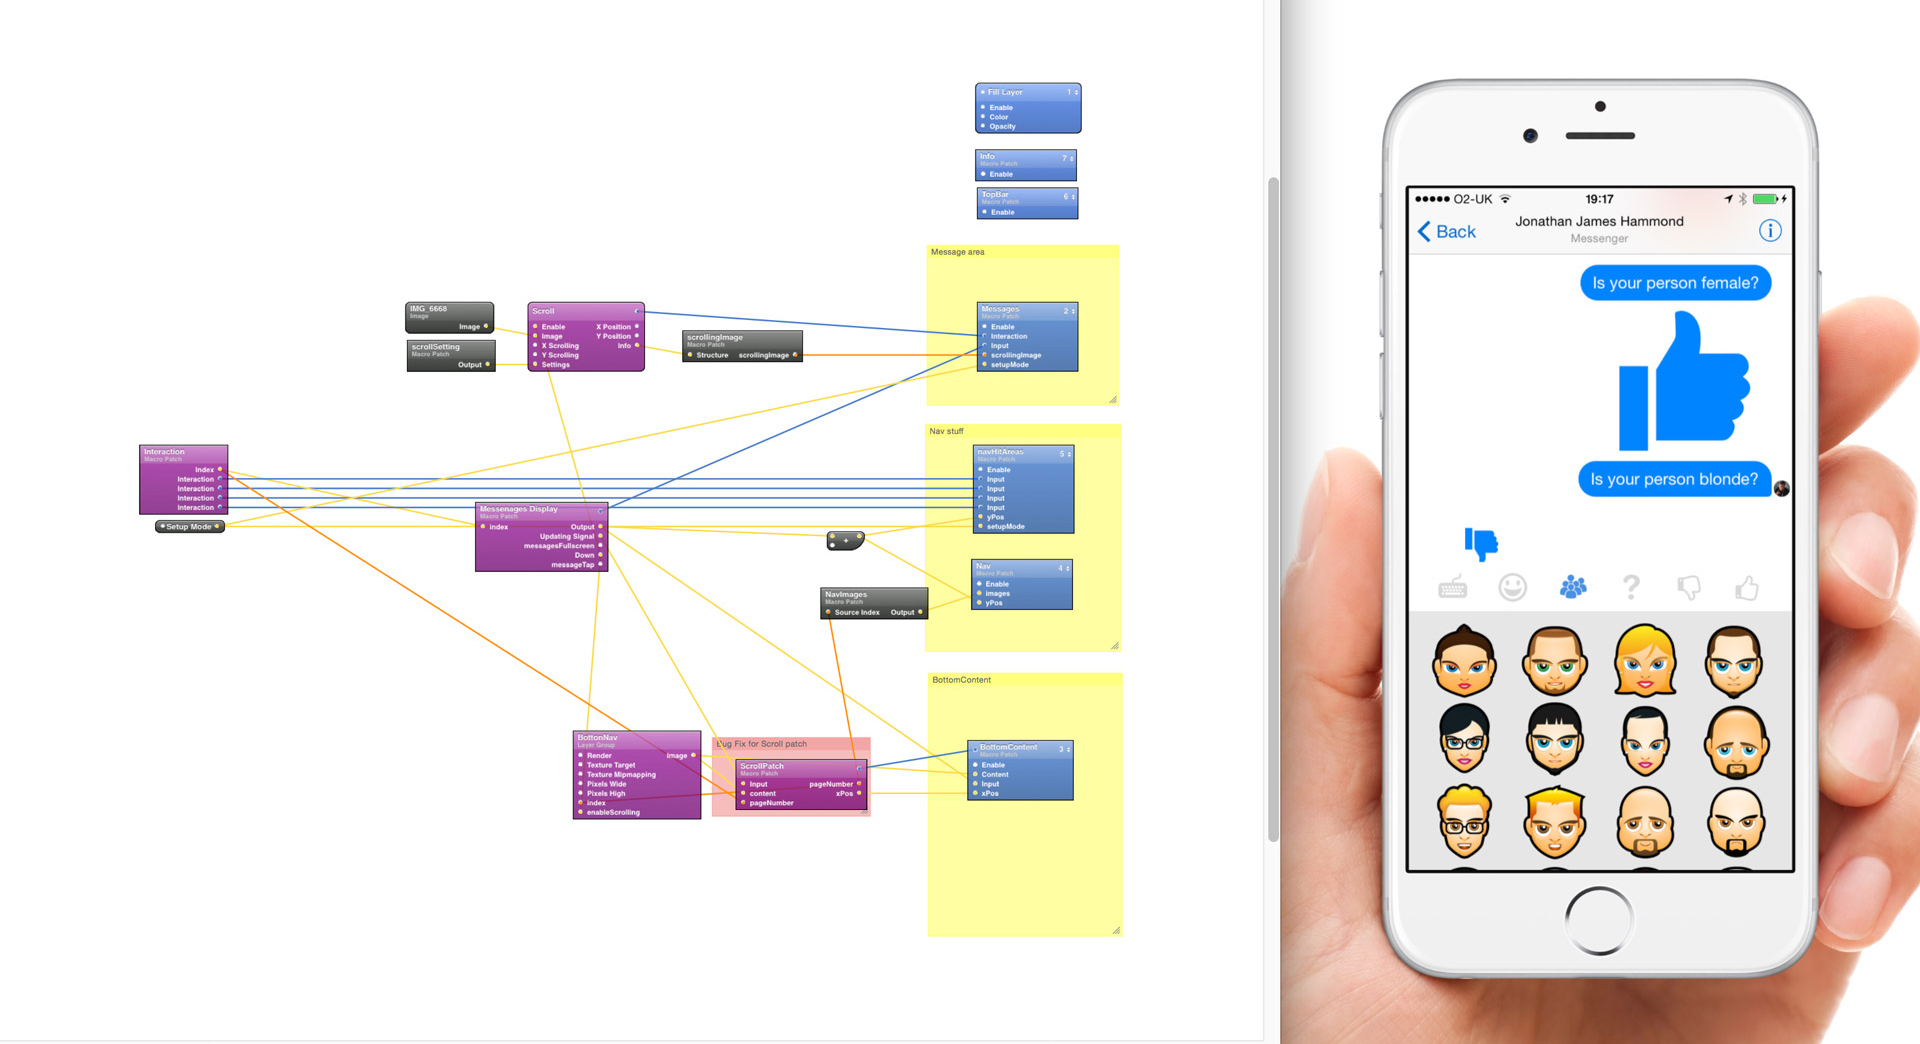 Fill Layer 1
Enable
Color
Opacity
Info 7
Macro Patch
Enable
TopBar 6
Macro Patch
Enable
Message area
IMG_6668
Image
Image
scrollSetting
Macro Patch
Output
Scroll
Enable X Position
Image Y Position
X Scrolling Info
Y Scrolling
Settings
scrollingImage
Macro Patch
Structure scrollingImage
Messages 2
Macro Patch
Enable
Interaction
Input
scrollingImage
setupMode
Nav stuff
Interaction
Macro Patch
Index
Interaction
Interaction
Interaction
Interaction
Setup Mode
Messenages Display
Macro Patch
index Output
Updating Signal
messagesFullscreen
Down
messageTap
+
navHitAreas 5
Macro Patch
Enable
Input
Input
Input
Input
yPos
setupMode
NavImages
Macro Patch
Source Index Output
Nav 4
Macro Patch
Enable
images
yPos
BottomContent
BottonNav
Layer Group
Render Image
Texture Target
Texture Mipmapping
Pixels Wide
Pixels High
index
enableScrolling
Bug Fix for Scroll patch
ScrollPatch
Macro Patch
Input pageNumber
content xPos
pageNumber
BottomContent 3
Macro Patch
Enable
Content
Input
xPos
O2-UK 19:17
Back
Jonathan James Hammond
Messenger
i
Is your person female?
Is your person blonde?
?